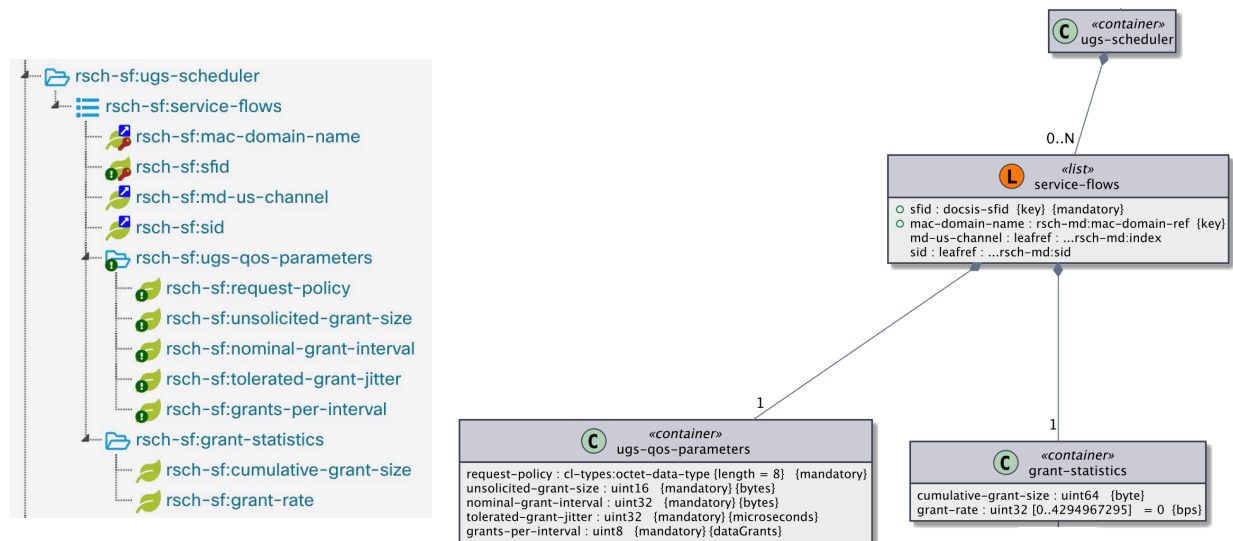 rsch-sf:ugs-scheduler
rsch-sf:service-flows
rsch-sf:mac-domain-name
rsch-sf:sfid
rsch-sf:md-us-channel
rsch-sf:sid
rsch-sf:ugs-qos-parameters
rsch-sf:request-policy
rsch-sf:unsolicited-grant-size
rsch-sf:nominal-grant-interval
rsch-sf:tolerated-grant-jitter
rsch-sf:grants-per-interval
rsch-sf:grant-statistics
rsch-sf:cumulative-grant-size
rsch-sf:grant-rate
C «container»
ugs-scheduler
0..N
L «list»
service-flows
sfid : docsis-sfid {key} {mandatory}
mac-domain-name : rsch-md:mac-domain-ref {key}
md-us-channel : leafref : ...rsch-md:index
sid : leafref : ...rsch-md:sid
1
C «container»
ugs-qos-parameters
request-policy : cl-types:octet-data-type {length = 8} {mandatory}
unsolicited-grant-size : uint16 {mandatory} {bytes}
nominal-grant-interval : uint32 {mandatory} {bytes}
tolerated-grant-jitter : uint32 {mandatory} {microseconds}
grants-per-interval : uint8 {mandatory} {dataGrants}
1
C «container»
grant-statistics
cumulative-grant-size : uint64 {byte}
grant-rate : uint32 [0..4294967295] = 0 {bps}